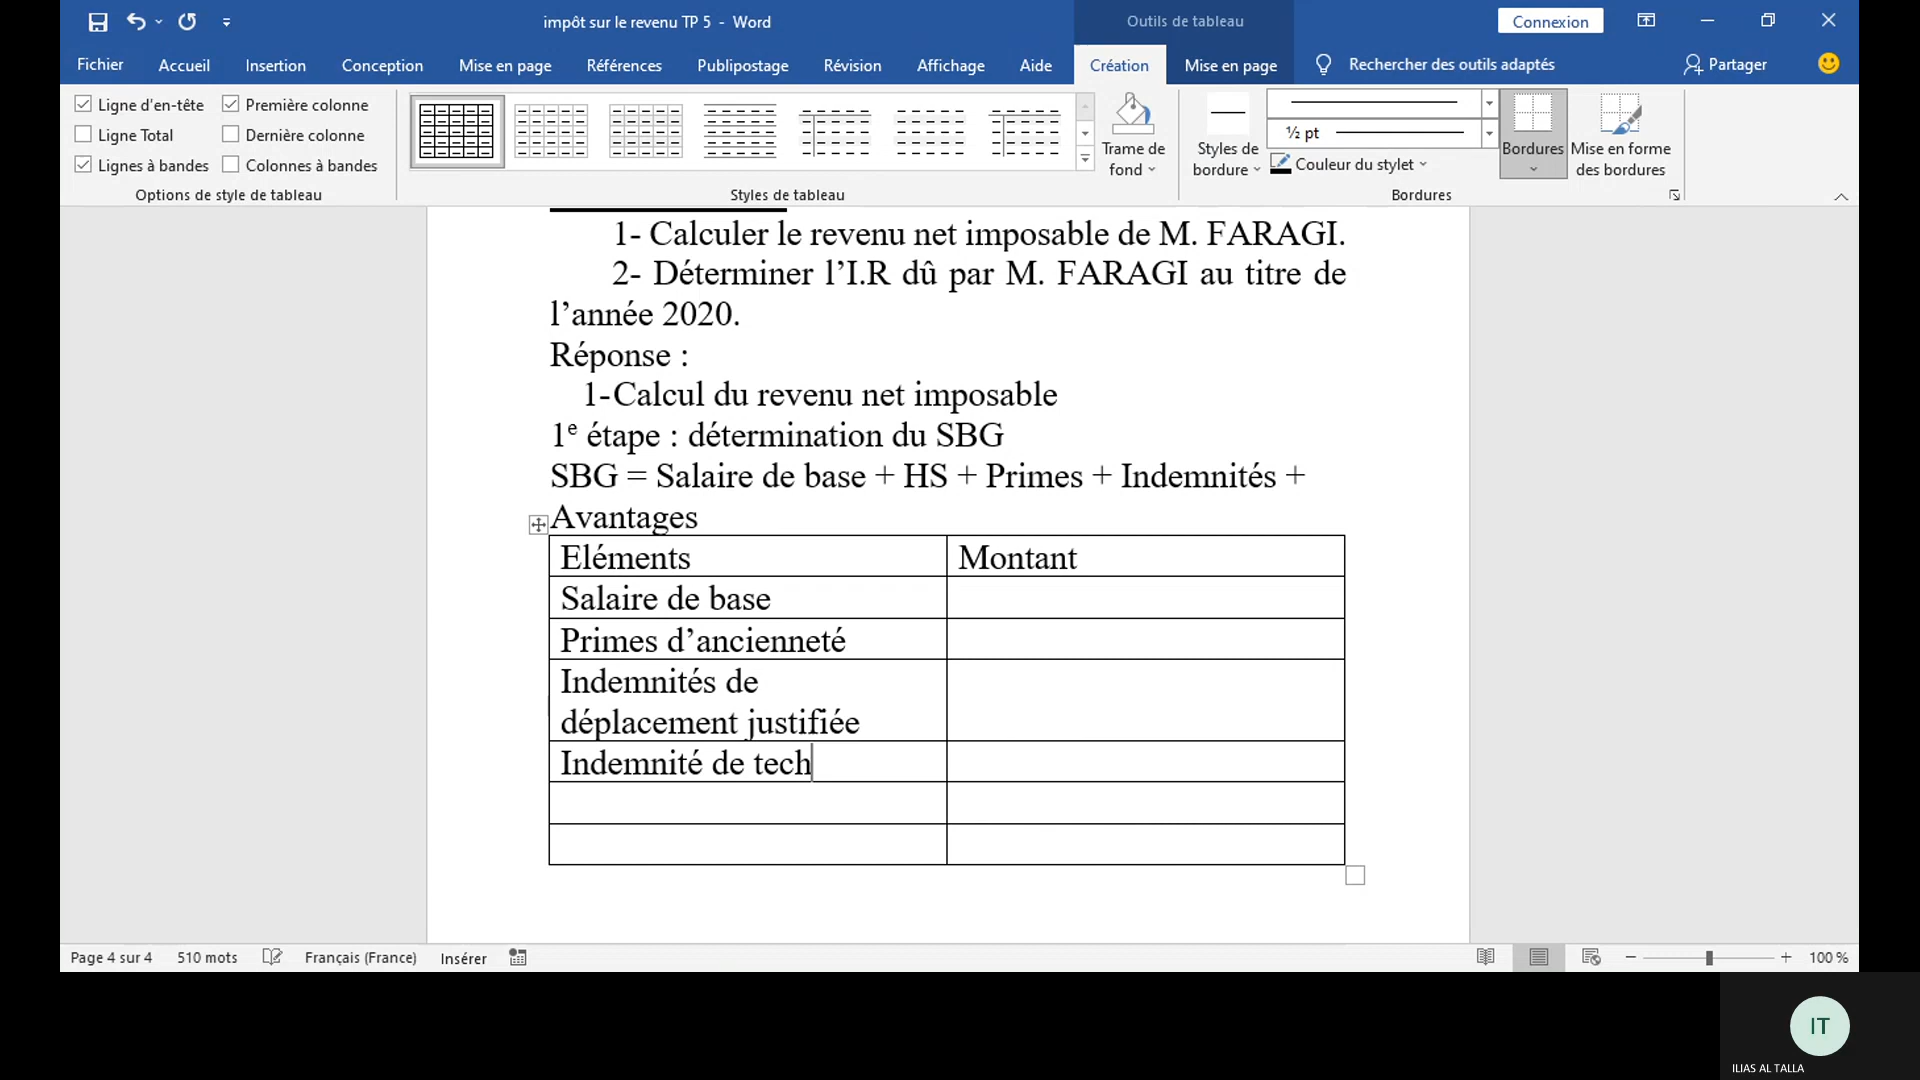 impôt sur le revenu TP 5 - Word
Outils de tableau
Connexion
Fichier
Accueil
Insertion
Conception
Mise en page
Références
Publipostage
Révision
Affichage
Aide
Création
Mise en page
Rechercher des outils adaptés
Partager
Ligne d'en-tête
Première colonne
Ligne Total
Dernière colonne
Lignes à bandes
Colonnes à bandes
Options de style de tableau
Styles de tableau
Trame de
fond
Styles de
bordure
½ pt
Couleur du stylet
Bordures
Mise en forme
des bordures
Bordures
1- Calculer le revenu net imposable de M. FARAGI.
2- Déterminer l’I.R dû par M. FARAGI au titre de
l’année 2020.
Réponse :
1-Calcul du revenu net imposable
1e étape : détermination du SBG
SBG = Salaire de base + HS + Primes + Indemnités +
Avantages
Eléments
Montant
Salaire de base
Primes d’ancienneté
Indemnités de
déplacement justifiée
Indemnité de tech
Page 4 sur 4
510 mots
Français (France)
Insérer
100 %
IT
ILIAS AL TALLA